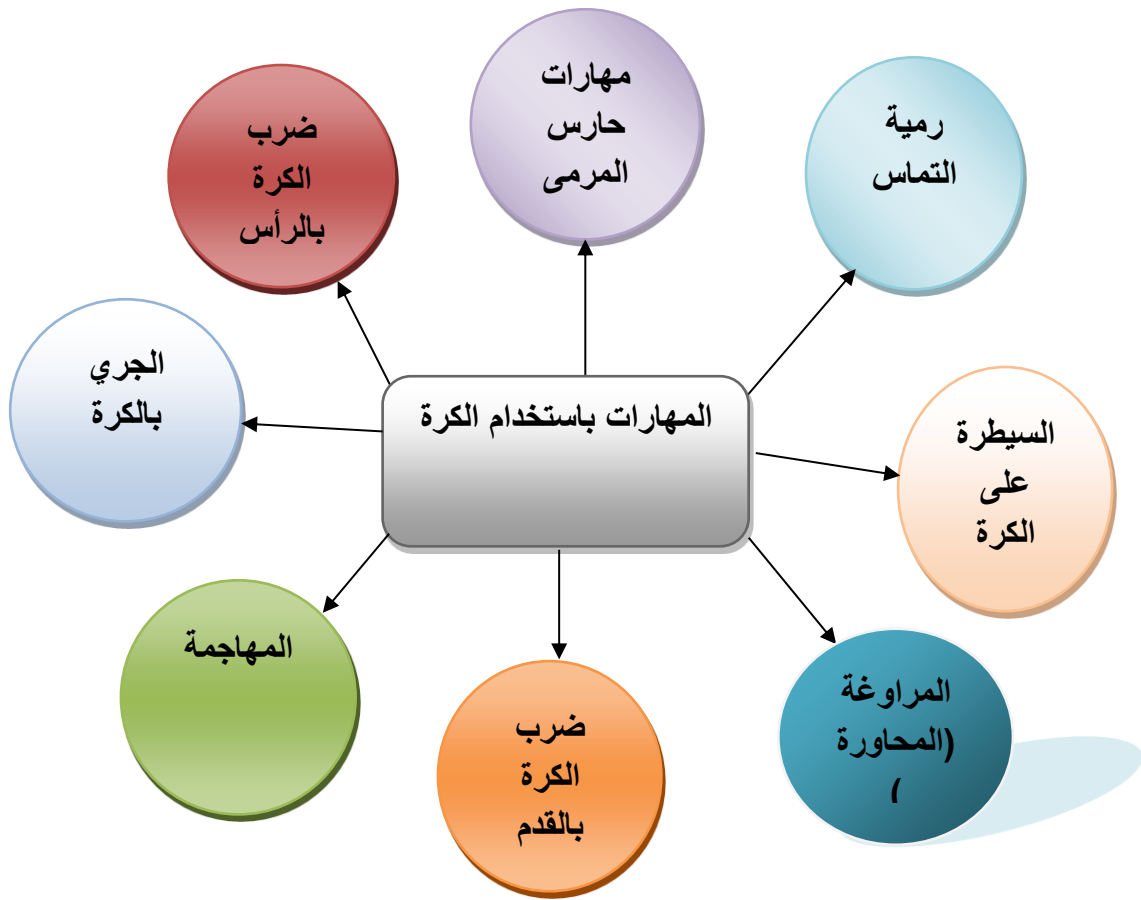 مهارات
حارس
المرمى
رمية
التماس
ضرب
الكرة
بالرأس
الجري
بالكرة
المهارات باستخدام الكرة
السيطرة
على
الكرة
المهاجمة
ضرب
الكرة
بالقدم
المراوغة
(المحاورة
)